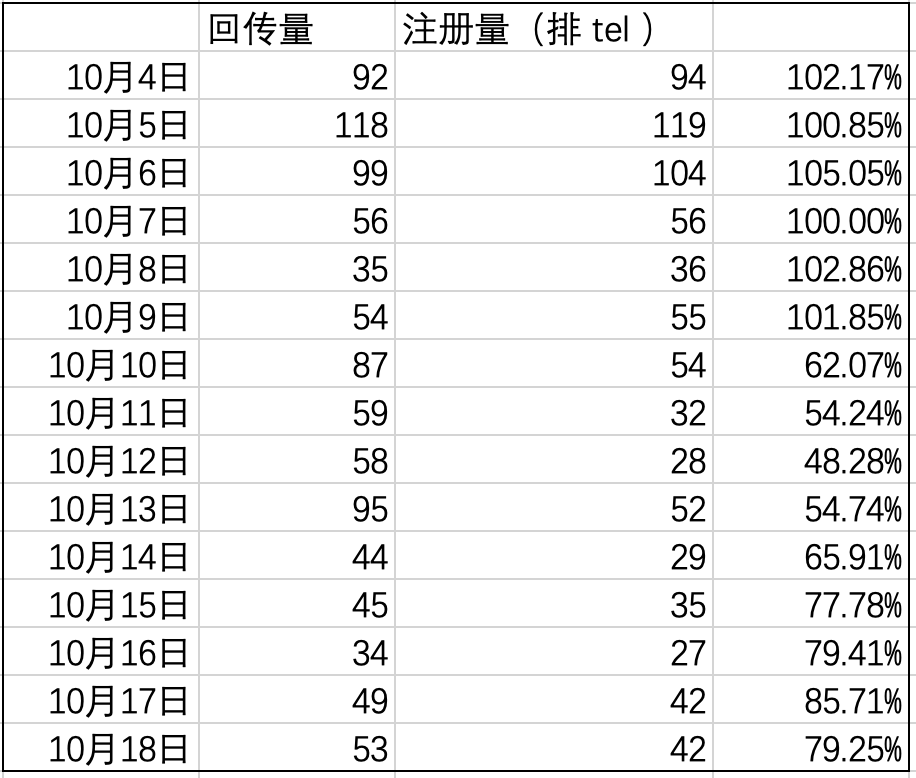 回传量 注册量（排 tel ）
10月4日 92 94 102.17%
10月5日 118 119 100.85%
10月6日 99 104 105.05%
10月7日 56 56 100.00%
10月8日 35 36 102.86%
10月9日 54 55 101.85%
10月10日 87 54 62.07%
10月11日 59 32 54.24%
10月12日 58 28 48.28%
10月13日 95 52 54.74%
10月14日 44 29 65.91%
10月15日 45 35 77.78%
10月16日 34 27 79.41%
10月17日 49 42 85.71%
10月18日 53 42 79.25%